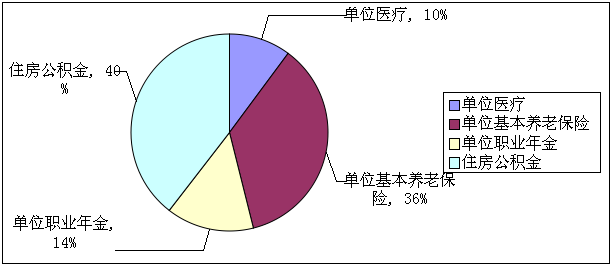 单位医疗, 10%
住房公积金, 40
%
单位医疗
单位基本养老保险
单位职业年金
住房公积金
单位基本养老保
险, 36%
单位职业年金,
14%